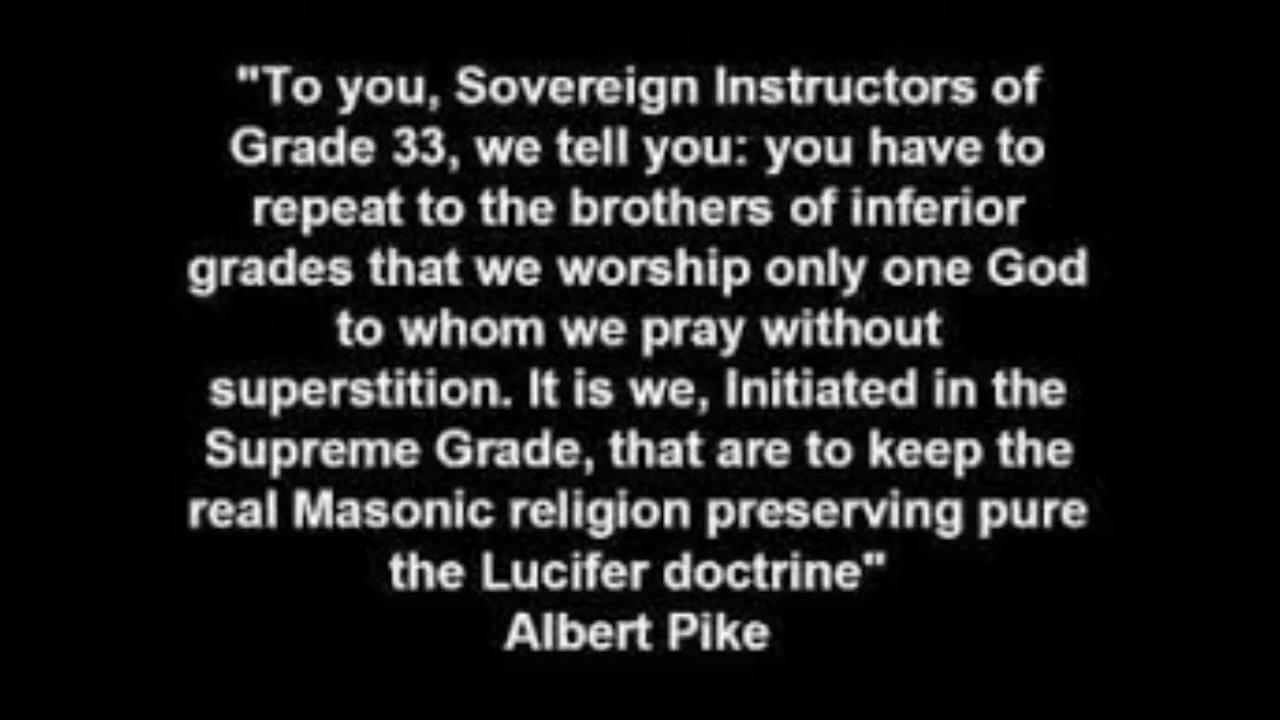 "To you, Sovereign Instructors of
Grade 33, we tell you: you have to
repeat to the brothers of inferior
grades that we worship only one God
to whom we pray without
superstition. It is we, Initiated in the
Supreme Grade, that are to keep the
real Masonic religion preserving pure
the Lucifer doctrine"
Albert Pike